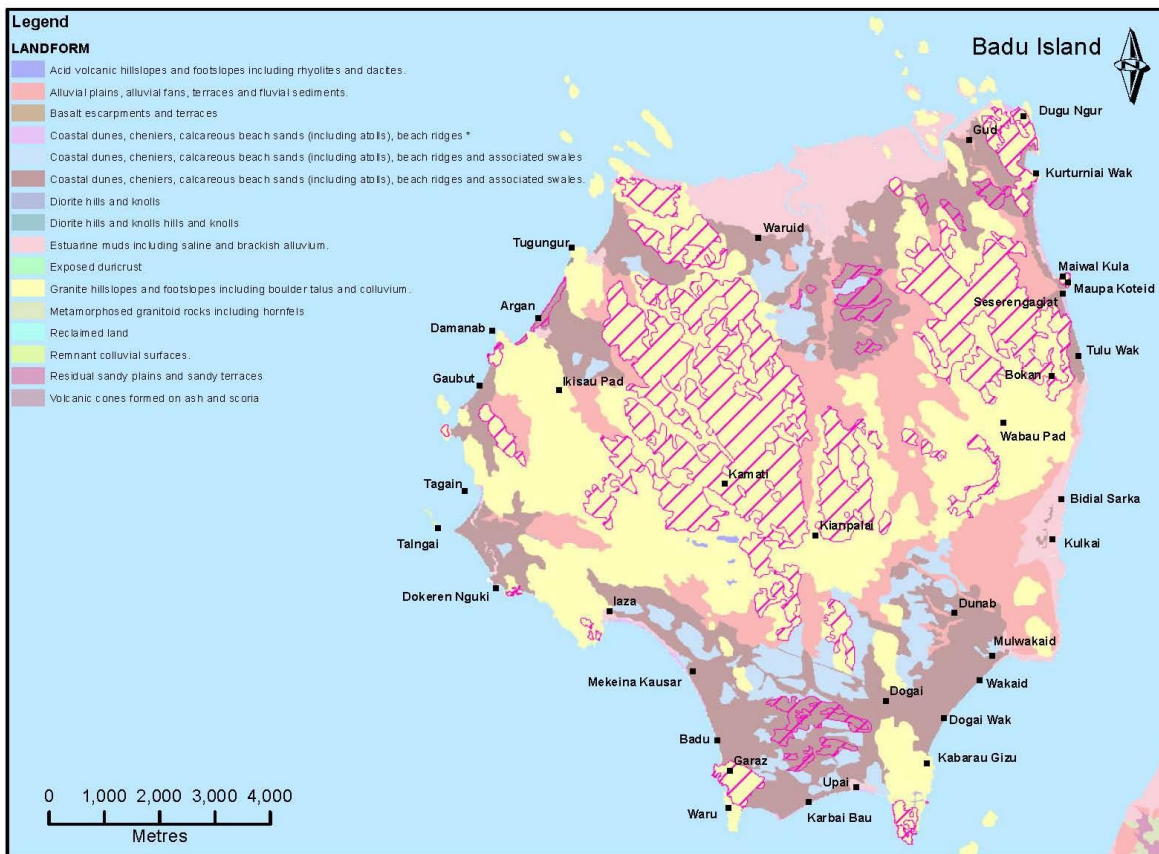 Legend
LANDFORM
Acid volcanic hillslopes and footslopes including rhyolites and dacites.
Alluvial plains, alluvial fans, terraces and fluvial sediments.
Basalt escarpments and terraces
Coastal dunes, cheniers, calcareous beach sands (including atolls), beach ridges *
Coastal dunes, cheniers, calcareous beach sands (including atolls), beach ridges and associated swales
Coastal dunes, cheniers, calcareous beach sands (including atolls), beach ridges and associated swales.
Diorite hills and knolls
Diorite hills and knolls hills and knolls
Estuarine muds including saline and brackish alluvium.
Exposed duricrust
Granite hillslopes and footslopes including boulder talus and colluvium.
Metamorphosed granitoid rocks including hornfels
Reclaimed land
Remnant colluvial surfaces.
Residual sandy plains and sandy terraces
Volcanic cones formed on ash and scoria
Badu Island
N
Dugu Ngur
Gud
Kurturniai Wak
Waruid
Tugungur
Maiwal Kula
Maupa Koteid
Seserengagiat
Argan
Damanab
Tulu Wak
Bokan
Gaubut
Ikisau Pad
Wabau Pad
Kamati
Tagain
Bidial Sarka
Talngai
Kianpalai
Kulkai
Dokeren Nguki
Iaza
Dunab
Mulwakaid
Mekeina Kausar
Wakaid
Dogai
Dogai Wak
Badu
Garaz
Kabarau Gizu
Upai
Waru
Karbai Bau
0 1,000 2,000 3,000 4,000
Metres